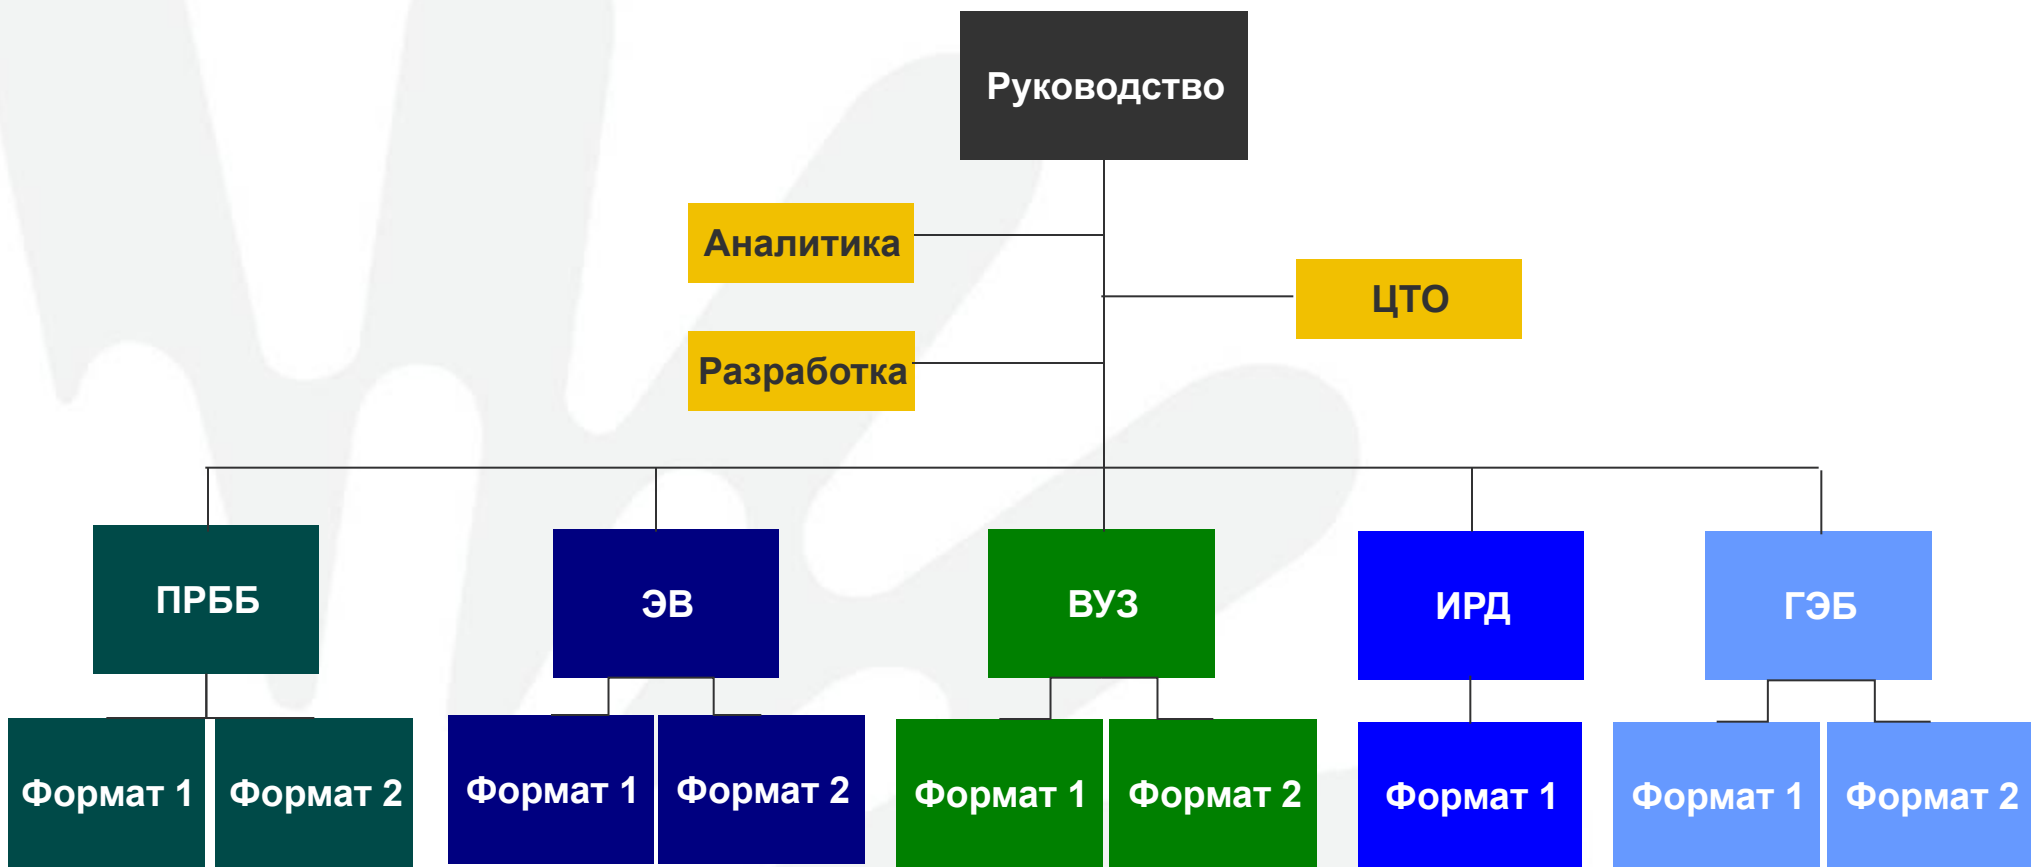 Руководство
Аналитика
ЦТО
Разработка
ПРББ
ЭВ
ВУЗ
ИРД
ГЭБ
Формат 1
Формат 2
Формат 1
Формат 2
Формат 1
Формат 2
Формат 1
Формат 1
Формат 2